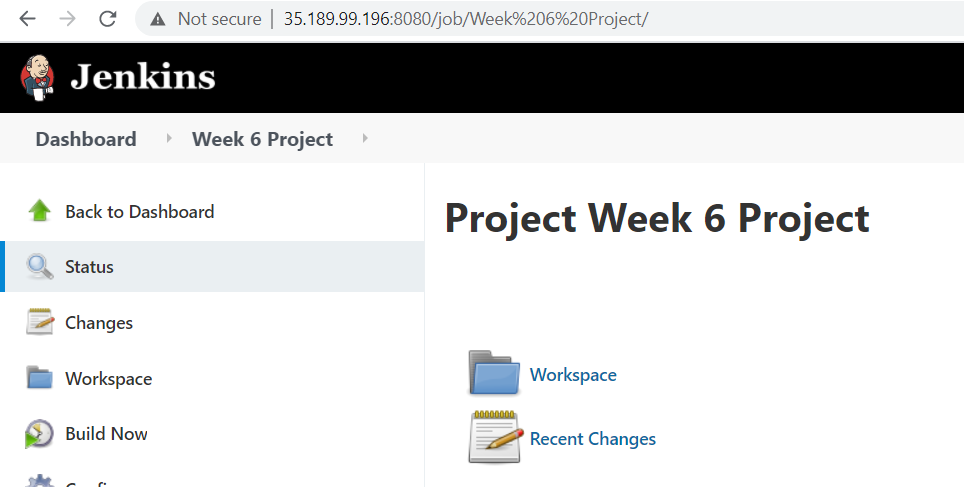 Not secure | 35.189.99.196:8080/job/Week%206%20Project/
Jenkins
Dashboard Week 6 Project
Back to Dashboard
Project Week 6 Project
Status
Changes
Workspace
Workspace
Build Now
Recent Changes